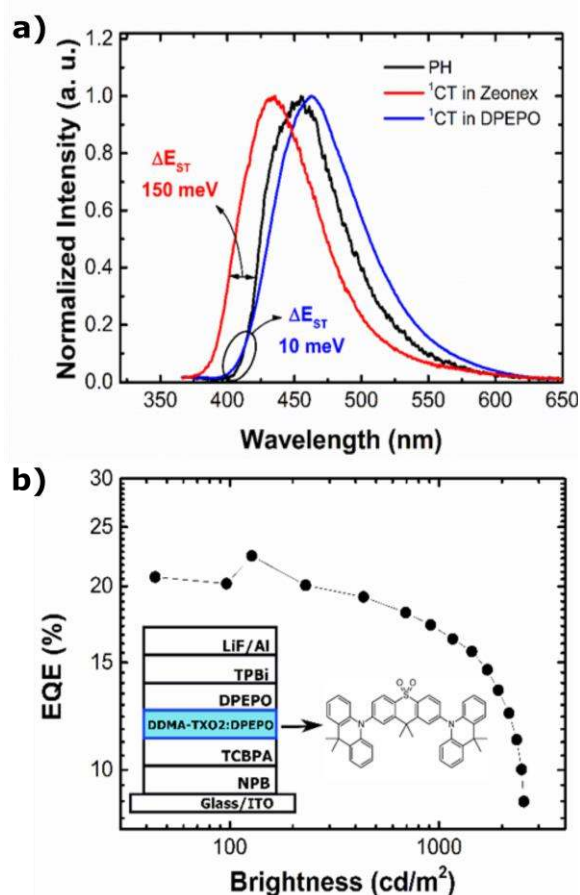 a)
1.2
1.0
0.8
0.6
0.4
0.2
0.0
Normalized Intensity (a. u.)
PH
¹CT in Zeonex
¹CT in DPEPO
ΔE_ST
150 meV
ΔE_ST
10 meV
350 400 450 500 550 600 650
Wavelength (nm)
b)
30
25
20
15
10
EQE (%)
LiF/Al
TPBi
DPEPO
DDMA-TXO2:DPEPO
TCBPA
NPB
Glass/ITO
O O
S
N N
100 1000
Brightness (cd/m²)